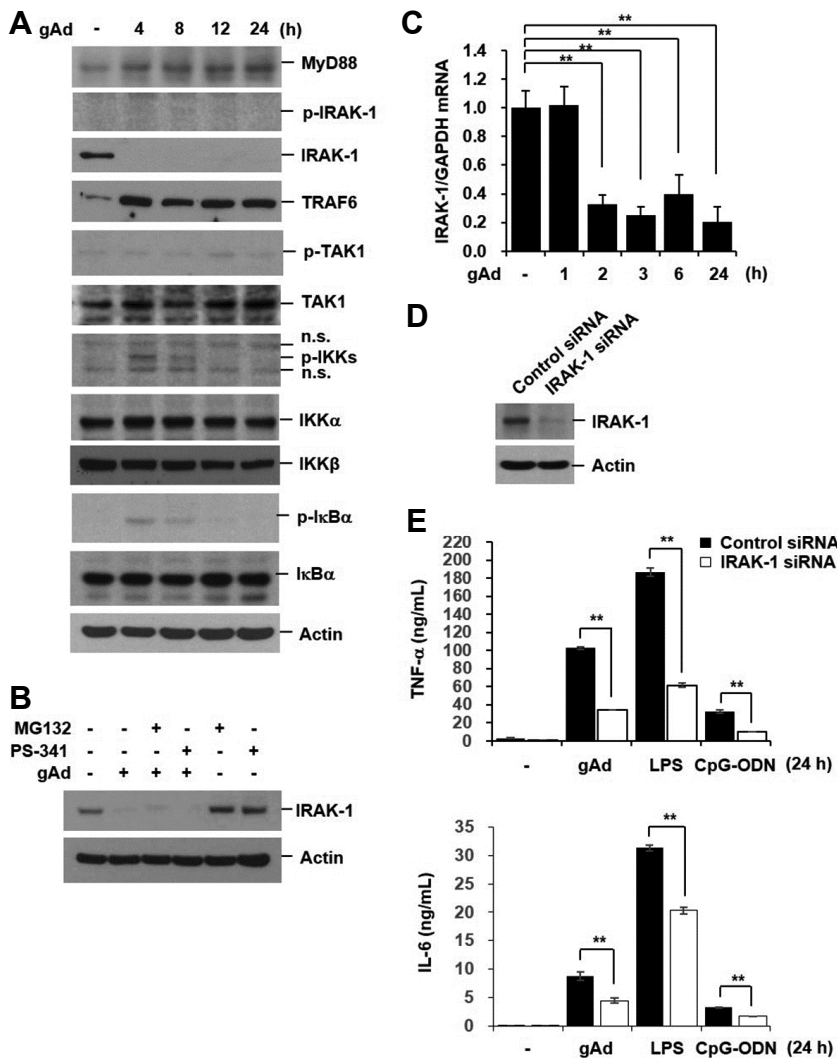 A
gAd - 4 8 12 24 (h)
MyD88
p-IRAK-1
IRAK-1
TRAF6
p-TAK1
TAK1
n.s.
p-IKKs
n.s.
IKKα
IKKβ
p-IκBα
IκBα
Actin
B
MG132 - - + - + -
PS-341 - - - + - +
gAd - + + + - -
IRAK-1
Actin
C
**
**
**
**
IRAK-1/GAPDH mRNA
1.4
1.2
1.0
0.8
0.6
0.4
0.2
0.0
gAd - 1 2 3 6 24 (h)
D
Control siRNA
IRAK-1 siRNA
IRAK-1
Actin
E
Control siRNA
IRAK-1 siRNA
TNF-α (ng/mL)
220
200
180
160
140
120
100
80
60
40
20
0
**
**
**
- gAd LPS CpG-ODN (24 h)
IL-6 (ng/mL)
35
30
25
20
15
10
5
0
**
**
**
- gAd LPS CpG-ODN (24 h)